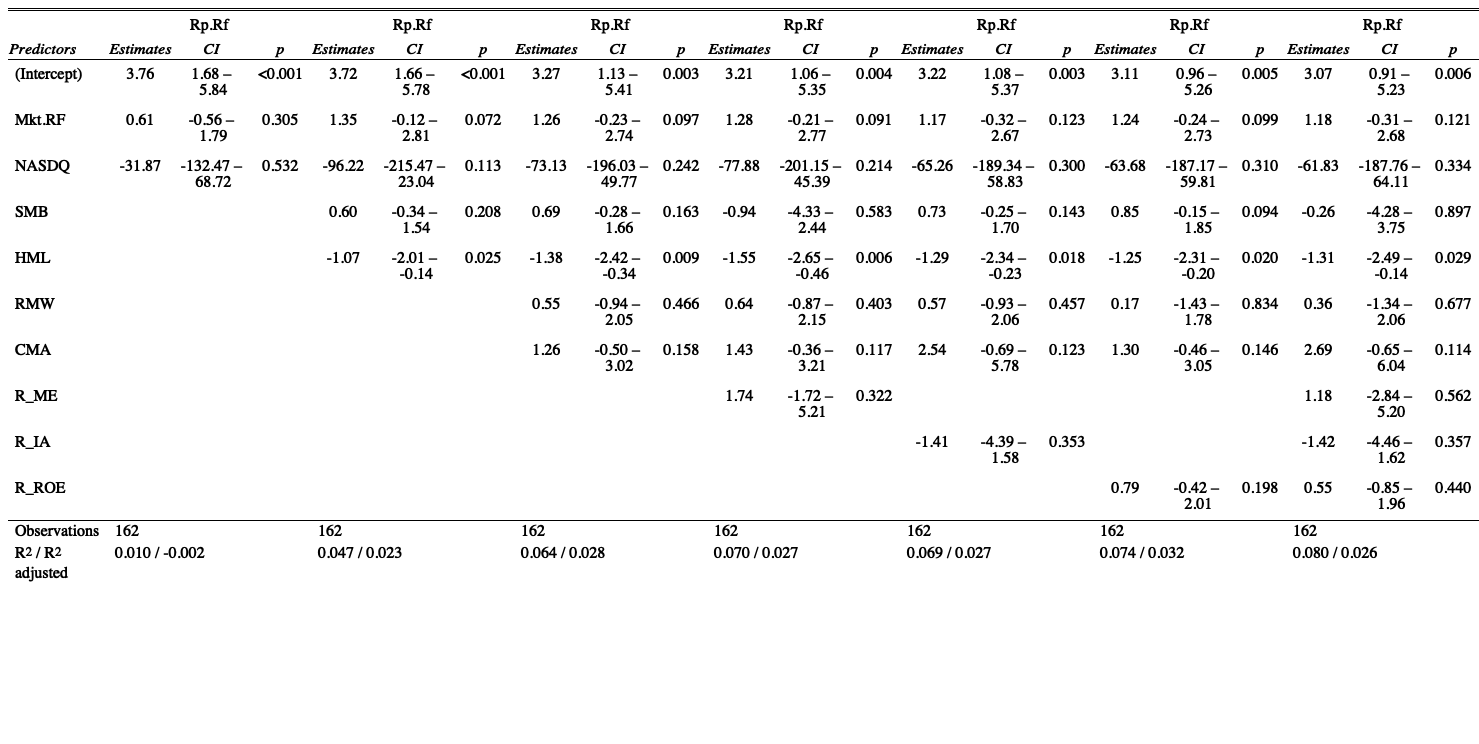 Rp.Rf Rp.Rf Rp.Rf Rp.Rf Rp.Rf Rp.Rf Rp.Rf
Predictors Estimates CI p Estimates CI p Estimates CI p Estimates CI p Estimates CI p Estimates CI p Estimates CI p
(Intercept) 3.76 1.68 – <0.001 3.72 1.66 – <0.001 3.27 1.13 – 0.003 3.21 1.06 – 0.004 3.22 1.08 – 0.003 3.11 0.96 – 0.005 3.07 0.91 – 0.006
5.84 5.78 5.41 5.35 5.37 5.26 5.23
Mkt.RF 0.61 -0.56 – 0.305 1.35 -0.12 – 0.072 1.26 -0.23 – 0.097 1.28 -0.21 – 0.091 1.17 -0.32 – 0.123 1.24 -0.24 – 0.099 1.18 -0.31 – 0.121
1.79 2.81 2.74 2.77 2.67 2.73 2.68
NASDQ -31.87 -132.47 – 0.532 -96.22 -215.47 – 0.113 -73.13 -196.03 – 0.242 -77.88 -201.15 – 0.214 -65.26 -189.34 – 0.300 -63.68 -187.17 – 0.310 -61.83 -187.76 – 0.334
68.72 23.04 49.77 45.39 58.83 59.81 64.11
SMB 0.60 -0.34 – 0.208 0.69 -0.28 – 0.163 -0.94 -4.33 – 0.583 0.73 -0.25 – 0.143 0.85 -0.15 – 0.094 -0.26 -4.28 – 0.897
1.54 1.66 2.44 1.70 1.85 3.75
HML -1.07 -2.01 – 0.025 -1.38 -2.42 – 0.009 -1.55 -2.65 – 0.006 -1.29 -2.34 – 0.018 -1.25 -2.31 – 0.020 -1.31 -2.49 – 0.029
-0.14 -0.34 -0.46 -0.23 -0.20 -0.14
RMW 0.55 -0.94 – 0.466 0.64 -0.87 – 0.403 0.57 -0.93 – 0.457 0.17 -1.43 – 0.834 0.36 -1.34 – 0.677
2.05 2.15 2.06 1.78 2.06
CMA 1.26 -0.50 – 0.158 1.43 -0.36 – 0.117 2.54 -0.69 – 0.123 1.30 -0.46 – 0.146 2.69 -0.65 – 0.114
3.02 3.21 5.78 3.05 6.04
R_ME 1.74 -1.72 – 0.322 1.18 -2.84 – 0.562
5.21 5.20
R_IA -1.41 -4.39 – 0.353 -1.42 -4.46 – 0.357
1.58 1.62
R_ROE 0.79 -0.42 – 0.198 0.55 -0.85 – 0.440
2.01 1.96
Observations 162 162 162 162 162 162 162
R2 / R2 0.010 / -0.002 0.047 / 0.023 0.064 / 0.028 0.070 / 0.027 0.069 / 0.027 0.074 / 0.032 0.080 / 0.026
adjusted